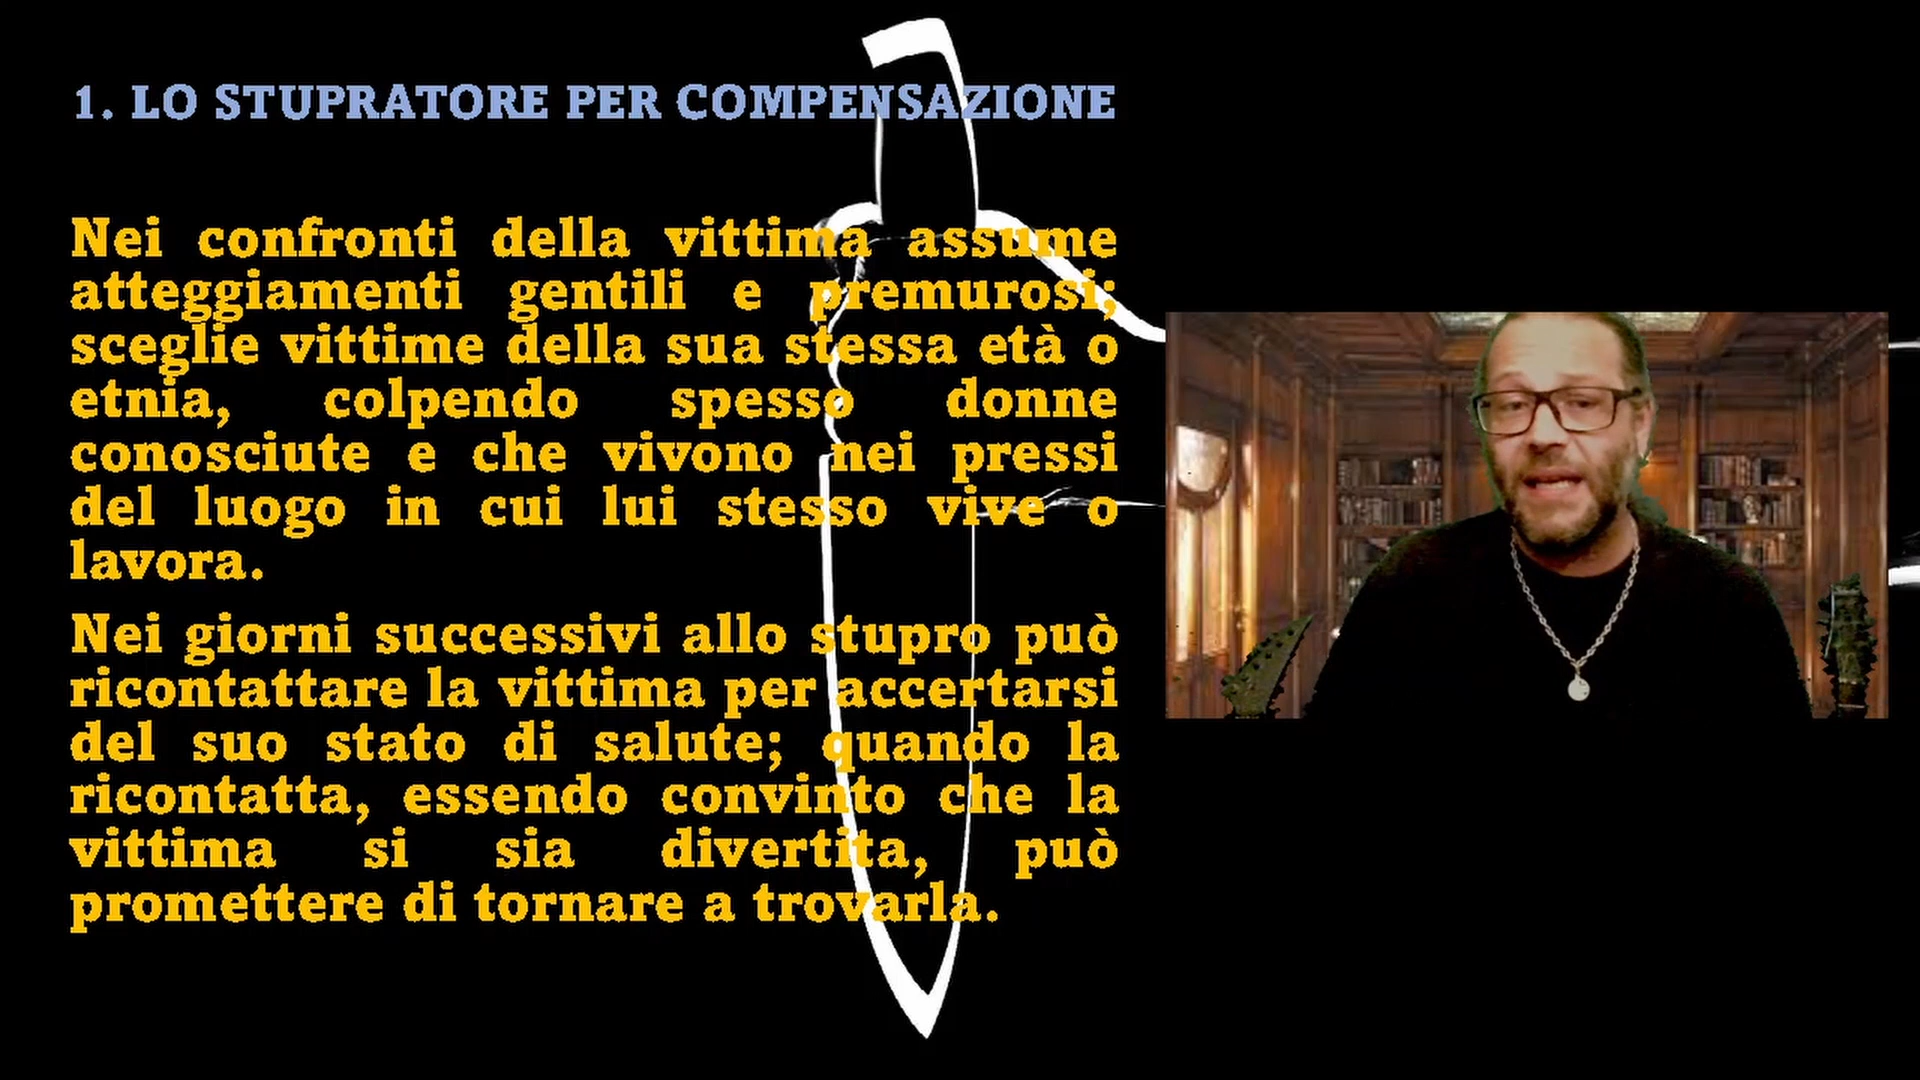 1. LO STUPRATORE PER COMPENSAZIONE
Nei confronti della vittima assume
atteggiamenti gentili e premurosi;
sceglie vittime della sua stessa età o
etnia, colpendo spesso donne
conosciute e che vivono nei pressi
del luogo in cui lui stesso vive o
lavora.
Nei giorni successivi allo stupro può
ricontattare la vittima per accertarsi
del suo stato di salute; quando la
ricontatta, essendo convinto che la
vittima si sia divertita, può
promettere di tornare a trovarla.